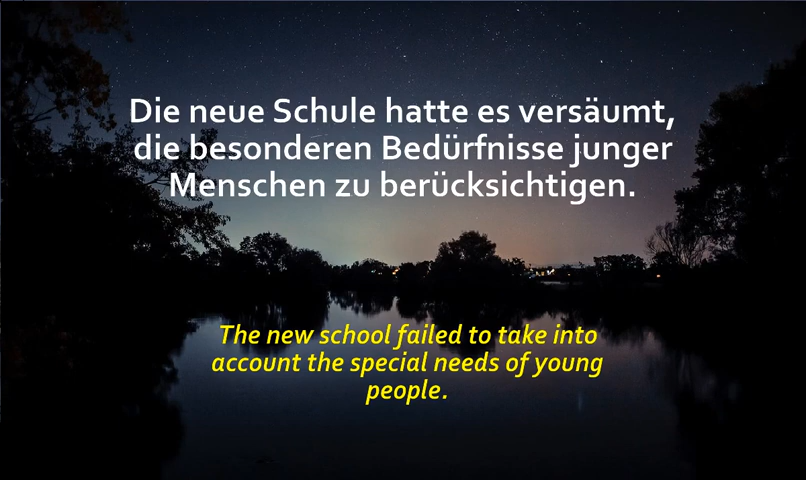 Die neue Schule hatte es versäumt,
die besonderen Bedürfnisse junger
Menschen zu berücksichtigen.
The new school failed to take into
account the special needs of young
people.